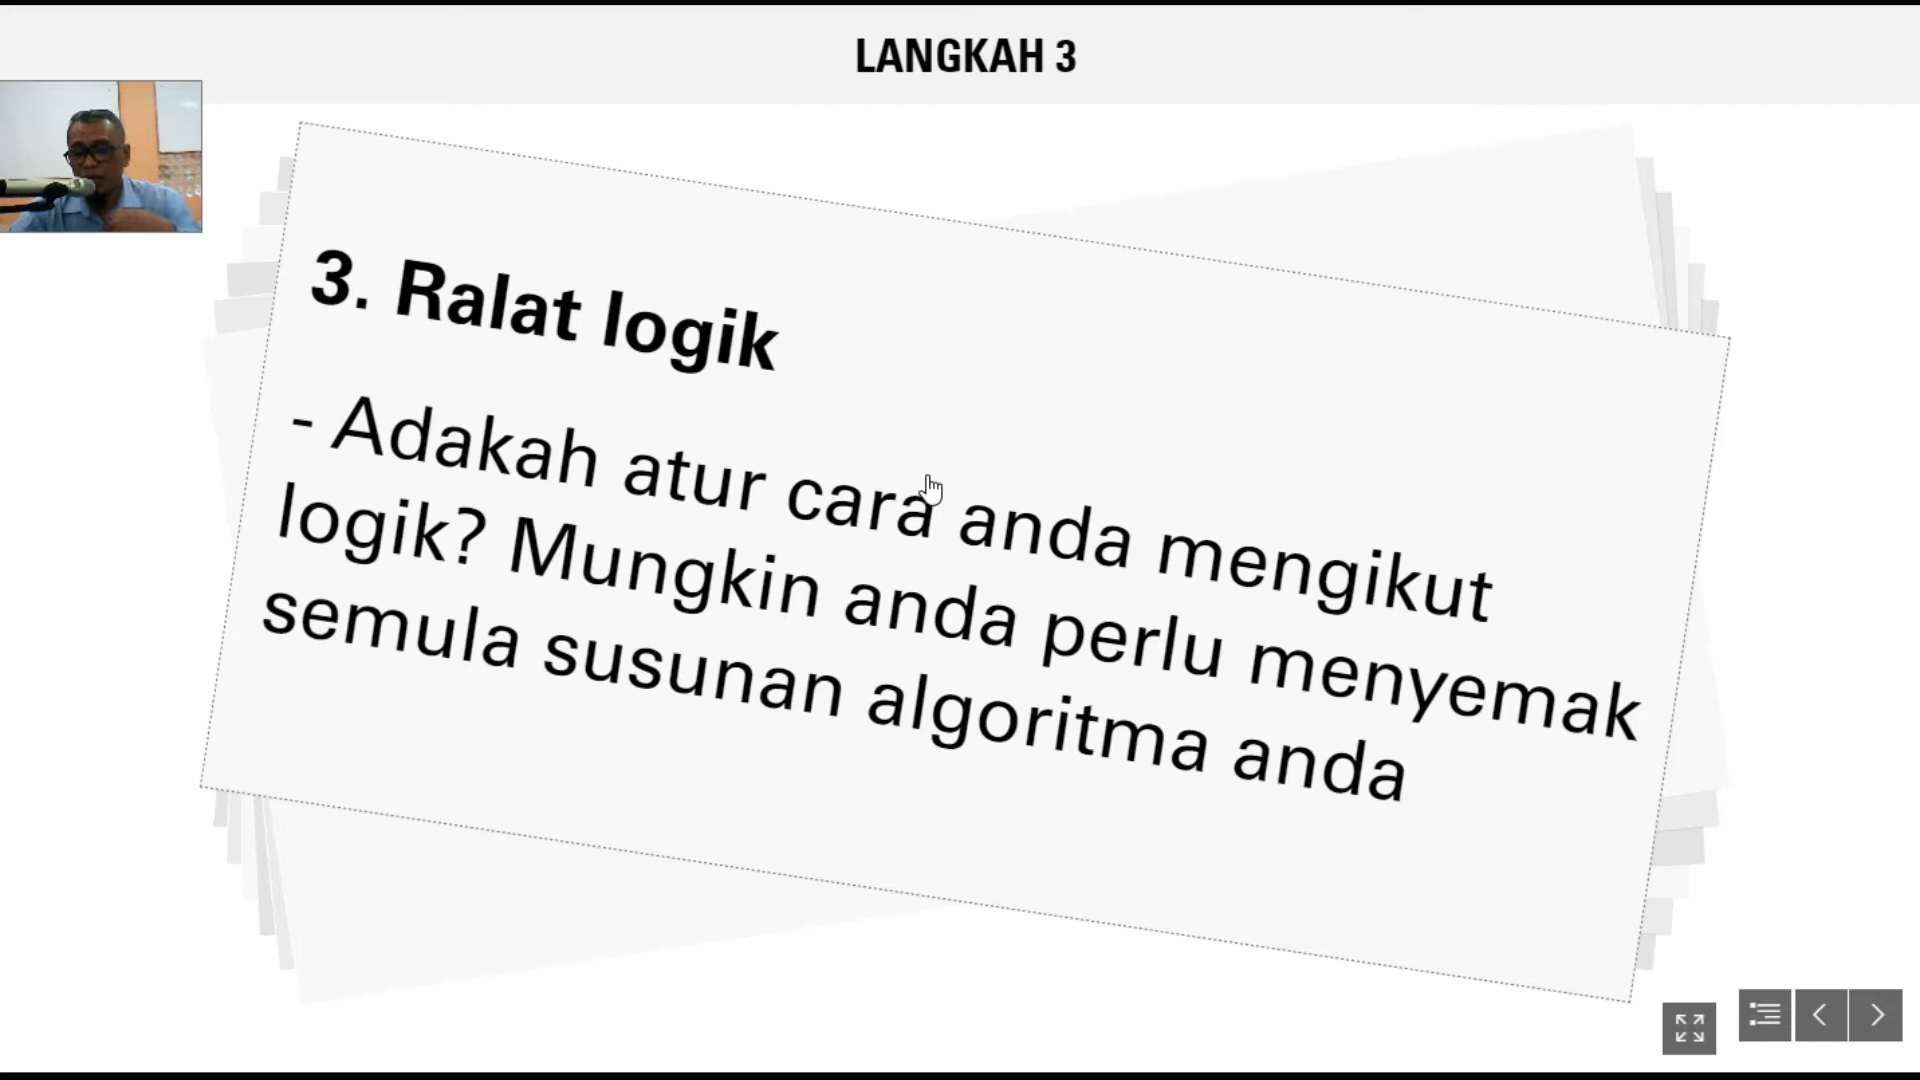 LANGKAH 3
3. Ralat logik
- Adakah atur cara anda mengikut
logik? Mungkin anda perlu menyemak
semula susunan algoritma anda